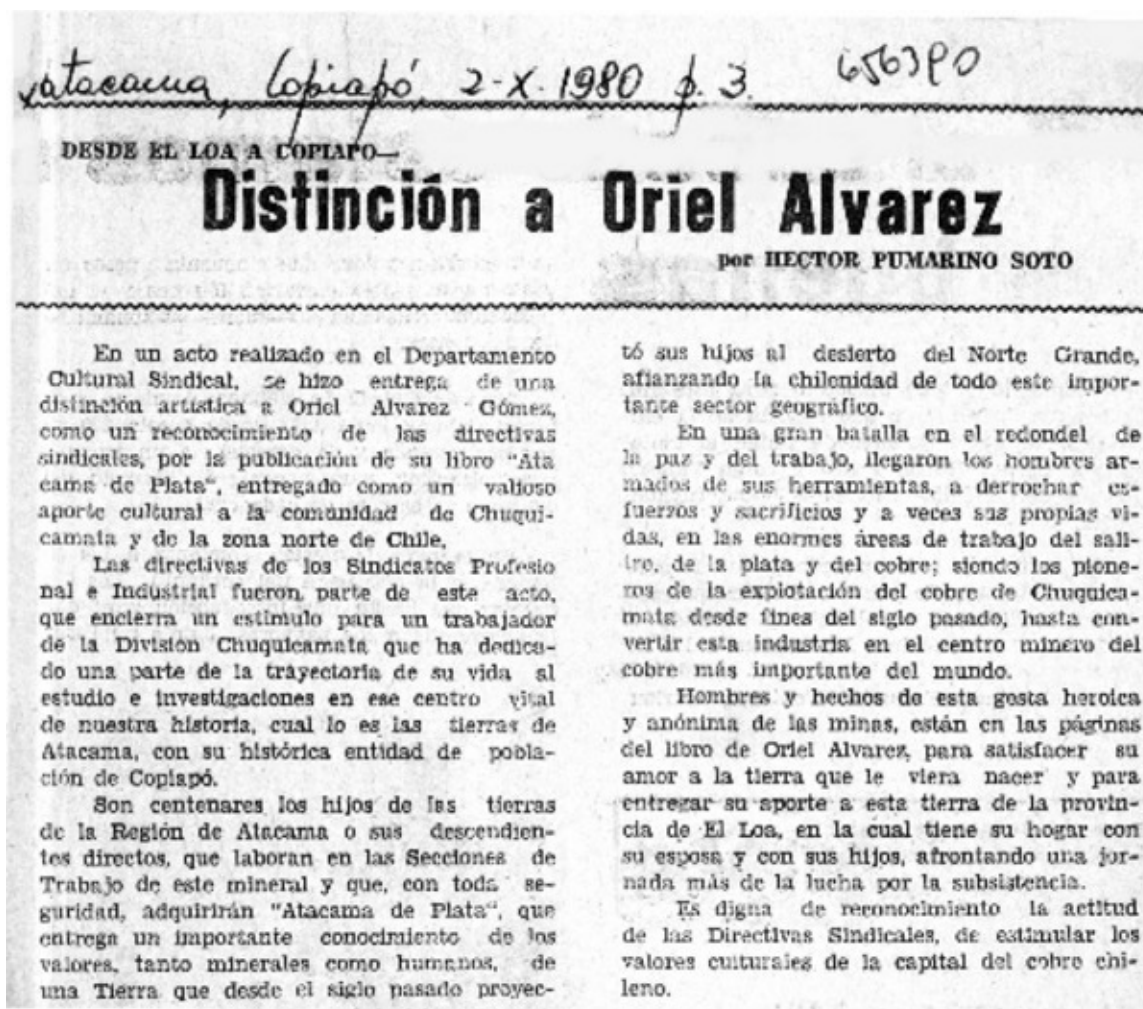 Atacama, Copiapó, 2-X-1980 p. 3.
656390
DESDE EL LOA A COPIAPO—
Distinción a Oriel Alvarez
por HECTOR PUMARINO SOTO
En un acto realizado en el Departamento
Cultural Sindical, se hizo entrega de una
distinción artística a Oriel Alvarez Gómez,
como un reconocimiento de las directivas
sindicales, por la publicación de su libro "Ata
cama de Plata", entregado como un valioso
aporte cultural a la comunidad de Chuqui-
camata y de la zona norte de Chile.
Las directivas de los Sindicatos Profesio
nal e Industrial fueron parte de este acto,
que encierra un estímulo para un trabajador
de la División Chuquicamata que ha dedica-
do una parte de la trayectoria de su vida al
estudio e investigaciones en ese centro vital
de nuestra historia, cual lo es las tierras de
Atacama, con su histórica entidad de pobla-
ción de Copiapó.
Son centenares los hijos de las tierras
de la Región de Atacama o sus descendien-
tes directos, que laboran en las Secciones de
Trabajo de este mineral y que, con toda se-
guridad, adquirirán "Atacama de Plata", que
entrega un importante conocimiento de los
valores, tanto minerales como humanos, de
una Tierra que desde el siglo pasado proyec-
tó sus hijos al desierto del Norte Grande,
afianzando la chilenidad de todo este impor-
tante sector geográfico.
En una gran batalla en el redondel de
la paz y del trabajo, llegaron los hombres ar-
mados de sus herramientas, a derrochar es-
fuerzos y sacrificios y a veces sus propias vi-
das, en las enormes áreas de trabajo del sali-
tre, de la plata y del cobre; siendo los pione-
ros de la explotación del cobre de Chuquica-
mata desde fines del siglo pasado, hasta con-
vertir esta industria en el centro minero del
cobre más importante del mundo.
Hombres y hechos de esta gesta heroica
y anónima de las minas, están en las páginas
del libro de Oriel Alvarez, para satisfacer su
amor a la tierra que le viera nacer y para
entregar su aporte a esta tierra de la provin-
cia de El Loa, en la cual tiene su hogar con
su esposa y con sus hijos, afrontando una jor-
nada más de la lucha por la subsistencia.
Es digna de reconocimiento la actitud
de las Directivas Sindicales, de estimular los
valores culturales de la capital del cobre chi-
leno.